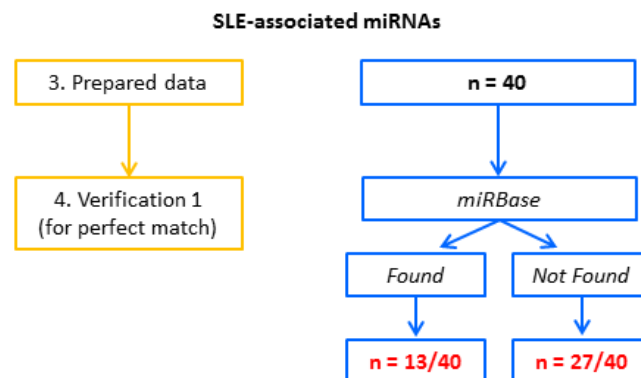 SLE-associated miRNAs
3. Prepared data
n = 40
4. Verification 1
(for perfect match)
miRBase
Found
Not Found
n = 13/40
n = 27/40